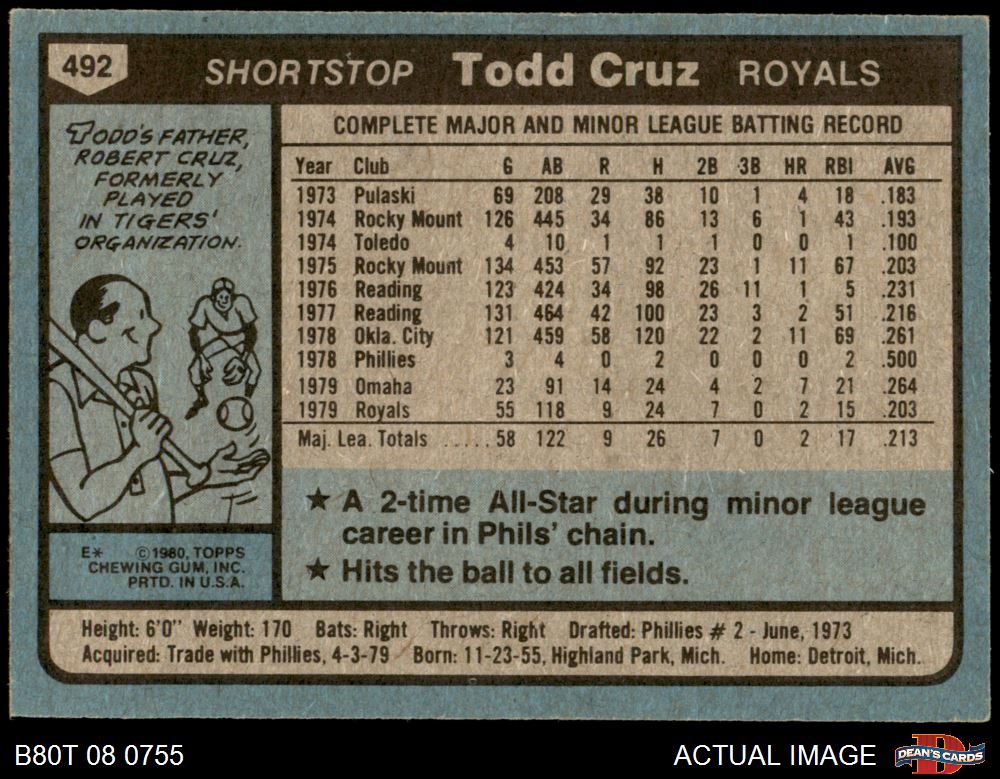 492
SHORTSTOP Todd Cruz ROYALS
TODD'S FATHER,
ROBERT CRUZ,
FORMERLY
PLAYED
IN TIGERS'
ORGANIZATION.
COMPLETE MAJOR AND MINOR LEAGUE BATTING RECORD
Year Club G AB R H 2B 3B HR RBI AVG
1973 Pulaski 69 208 29 38 10 1 4 18 .183
1974 Rocky Mount 126 445 34 86 13 6 1 43 .193
1974 Toledo 4 10 1 1 1 0 0 1 .100
1975 Rocky Mount 134 453 57 92 23 1 11 67 .203
1976 Reading 123 424 34 98 26 11 1 5 .231
1977 Reading 131 464 42 100 23 3 2 51 .216
1978 Okla. City 121 459 58 120 22 2 11 69 .261
1978 Phillies 3 4 0 2 0 0 0 2 .500
1979 Omaha 23 91 14 24 4 2 7 21 .264
1979 Royals 55 118 9 24 7 0 2 15 .203
Maj. Lea. Totals ..... 58 122 9 26 7 0 2 17 .213
★ A 2-time All-Star during minor league
career in Phils' chain.
★ Hits the ball to all fields.
E* ©1980, TOPPS
CHEWING GUM, INC.
PRTD. IN U.S.A.
Height: 6'0" Weight: 170 Bats: Right Throws: Right Drafted: Phillies # 2 - June, 1973
Acquired: Trade with Phillies, 4-3-79 Born: 11-23-55, Highland Park, Mich. Home: Detroit, Mich.
B80T 08 0755
ACTUAL IMAGE
DEAN'S CARDS